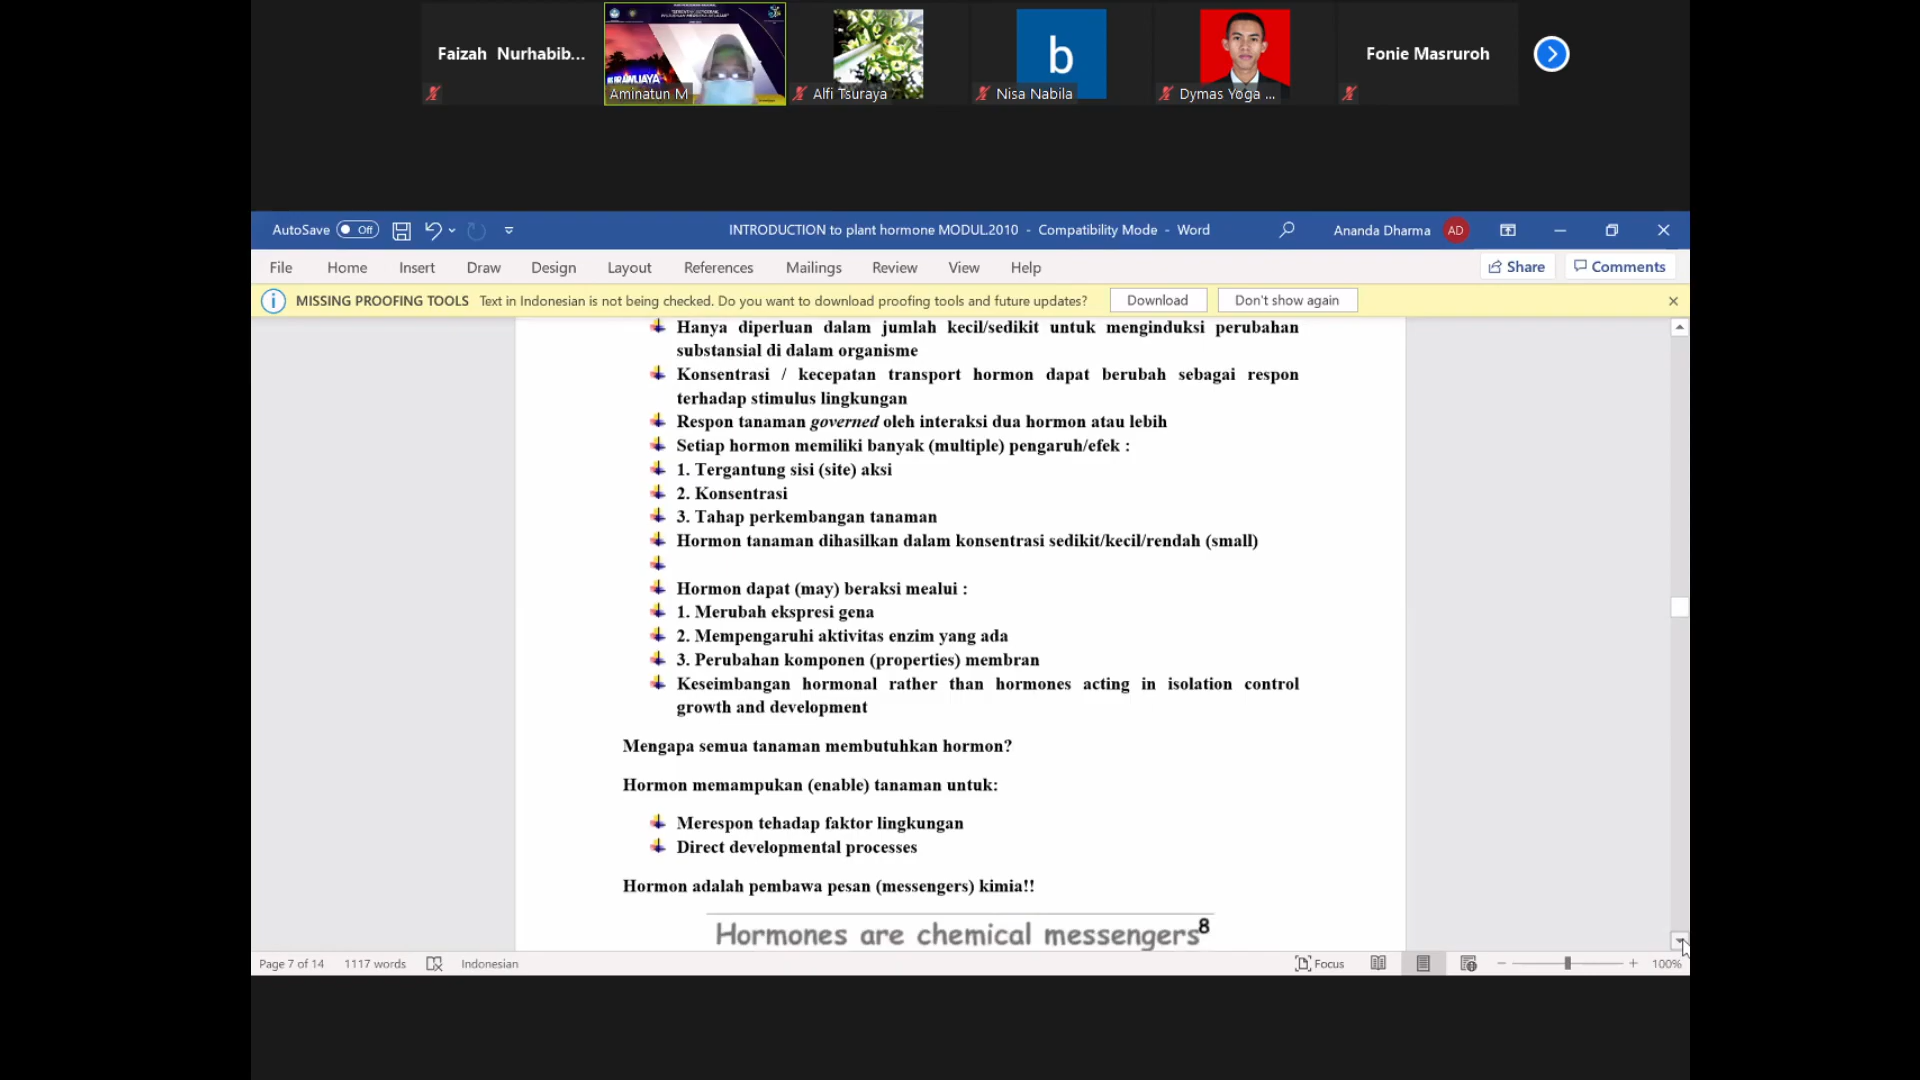 Faizah Nurhabib...
Aminatun M
Alfi Tsuraya
b
Nisa Nabila
Dymas Yoga ...
Fonie Masruroh
AutoSave Off
INTRODUCTION to plant hormone MODUL.2010 - Compatibility Mode - Word
Ananda Dharma AD
File Home Insert Draw Design Layout References Mailings Review View Help
Share Comments
MISSING PROOFING TOOLS Text in Indonesian is not being checked. Do you want to download proofing tools and future updates? Download Don't show again
Hanya diperluan dalam jumlah kecil/sedikit untuk menginduksi perubahan
substansial di dalam organisme
Konsentrasi / kecepatan transport hormon dapat berubah sebagai respon
terhadap stimulus lingkungan
Respon tanaman governed oleh interaksi dua hormon atau lebih
Setiap hormon memiliki banyak (multiple) pengaruh/efek :
1. Tergantung sisi (site) aksi
2. Konsentrasi
3. Tahap perkembangan tanaman
Hormon tanaman dihasilkan dalam konsentrasi sedikit/kecil/rendah (small)
Hormon dapat (may) beraksi mealui :
1. Merubah ekspresi gena
2. Mempengaruhi aktivitas enzim yang ada
3. Perubahan komponen (properties) membran
Keseimbangan hormonal rather than hormones acting in isolation control
growth and development
Mengapa semua tanaman membutuhkan hormon?
Hormon memampukan (enable) tanaman untuk:
Merespon tehadap faktor lingkungan
Direct developmental processes
Hormon adalah pembawa pesan (messengers) kimia!!
Hormones are chemical messengers 8
Page 7 of 14 1117 words Indonesian Focus 100%